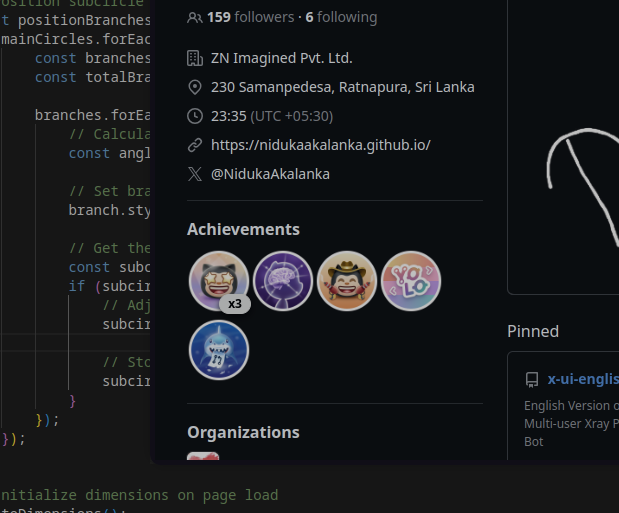 osition subcircle
t positionBranches
mainCircles.forEac
const branches
const totalBra
branches.forEa
// Calcula
const angl
// Set bra
branch.sty
// Get the
const subc
if (subcir
// Adj
subcir
// Sto
subcir
}
});
});
nitialize dimensions on page load
teDimensions();
159 followers · 6 following
ZN Imagined Pvt. Ltd.
230 Samanpedesa, Ratnapura, Sri Lanka
23:35 (UTC +05:30)
https://nidukaakalanka.github.io/
@NidukaAkalanka
Achievements
x3
YOLO
Organizations
Pinned
x-ui-englis
English Version o
Multi-user Xray P
Bot